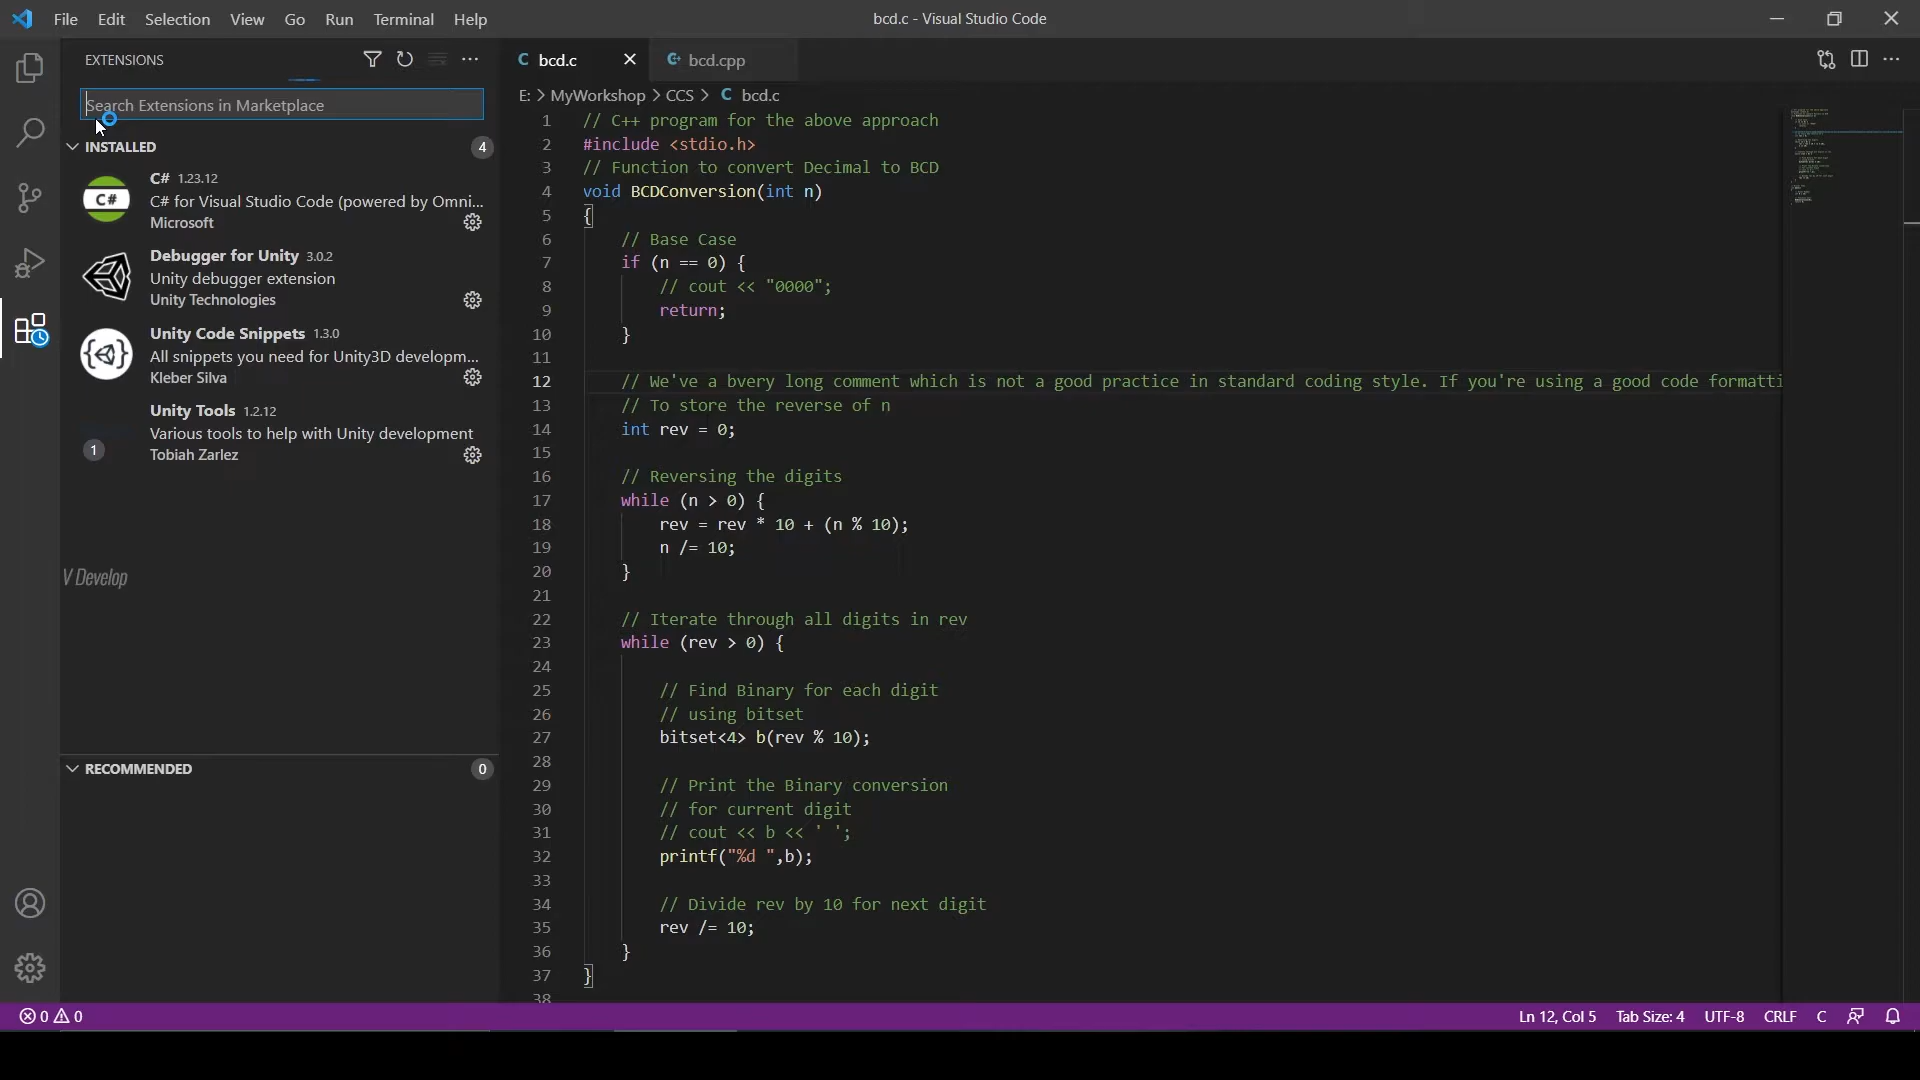 File Edit Selection View Go Run Terminal Help
bcd.c - Visual Studio Code
EXTENSIONS
Search Extensions in Marketplace
INSTALLED 4
C# 1.23.12
C#
C# for Visual Studio Code (powered by Omni...
Microsoft
Debugger for Unity 3.0.2
Unity debugger extension
Unity Technologies
Unity Code Snippets 1.3.0
All snippets you need for Unity3D developm...
Kleber Silva
Unity Tools 1.2.12
Various tools to help with Unity development
1
Tobiah Zarlez
V Develop
RECOMMENDED 0
C bcd.c
bcd.cpp
E: > MyWorkshop > CCS > C bcd.c
1 // C++ program for the above approach
2 #include <stdio.h>
3 // Function to convert Decimal to BCD
4 void BCDConversion(int n)
5 {
6 // Base Case
7 if (n == 0) {
8 // cout << "0000";
9 return;
10 }
11
12 // We've a bvery long comment which is not a good practice in standard coding style. If you're using a good code formatti
13 // To store the reverse of n
14 int rev = 0;
15
16 // Reversing the digits
17 while (n > 0) {
18 rev = rev * 10 + (n % 10);
19 n /= 10;
20 }
21
22 // Iterate through all digits in rev
23 while (rev > 0) {
24
25 // Find Binary for each digit
26 // using bitset
27 bitset<4> b(rev % 10);
28
29 // Print the Binary conversion
30 // for current digit
31 // cout << b << ' ';
32 printf("%d ",b);
33
34 // Divide rev by 10 for next digit
35 rev /= 10;
36 }
37 }
38
0 0
Ln 12, Col 5 Tab Size: 4 UTF-8 CRLF C